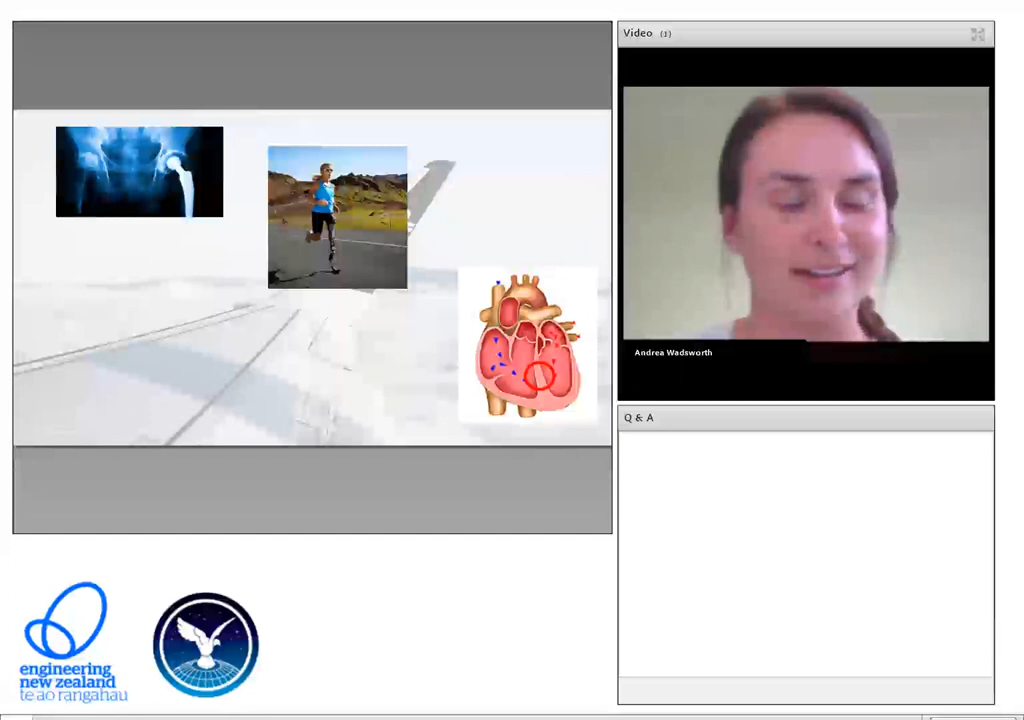 Video (1)
Andrea Wadsworth
Q & A
engineering
new zealand
te ao rangahau